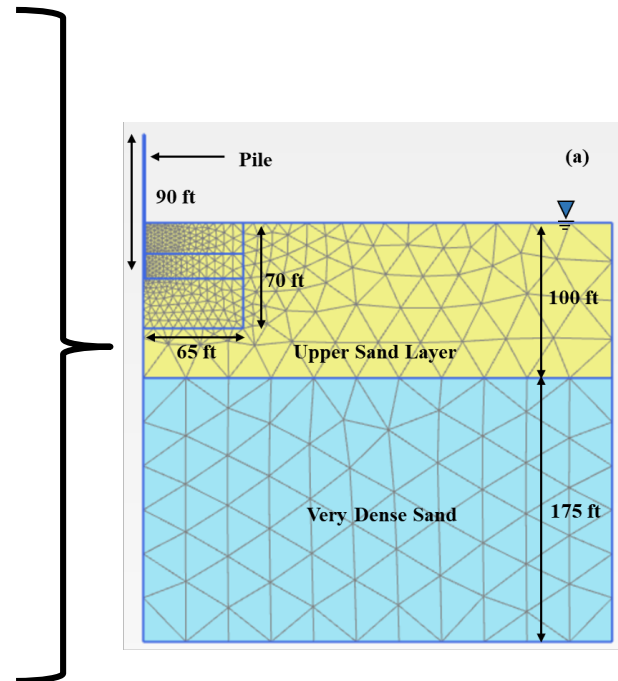 Pile
(a)
90 ft
70 ft
100 ft
65 ft
Upper Sand Layer
Very Dense Sand
175 ft